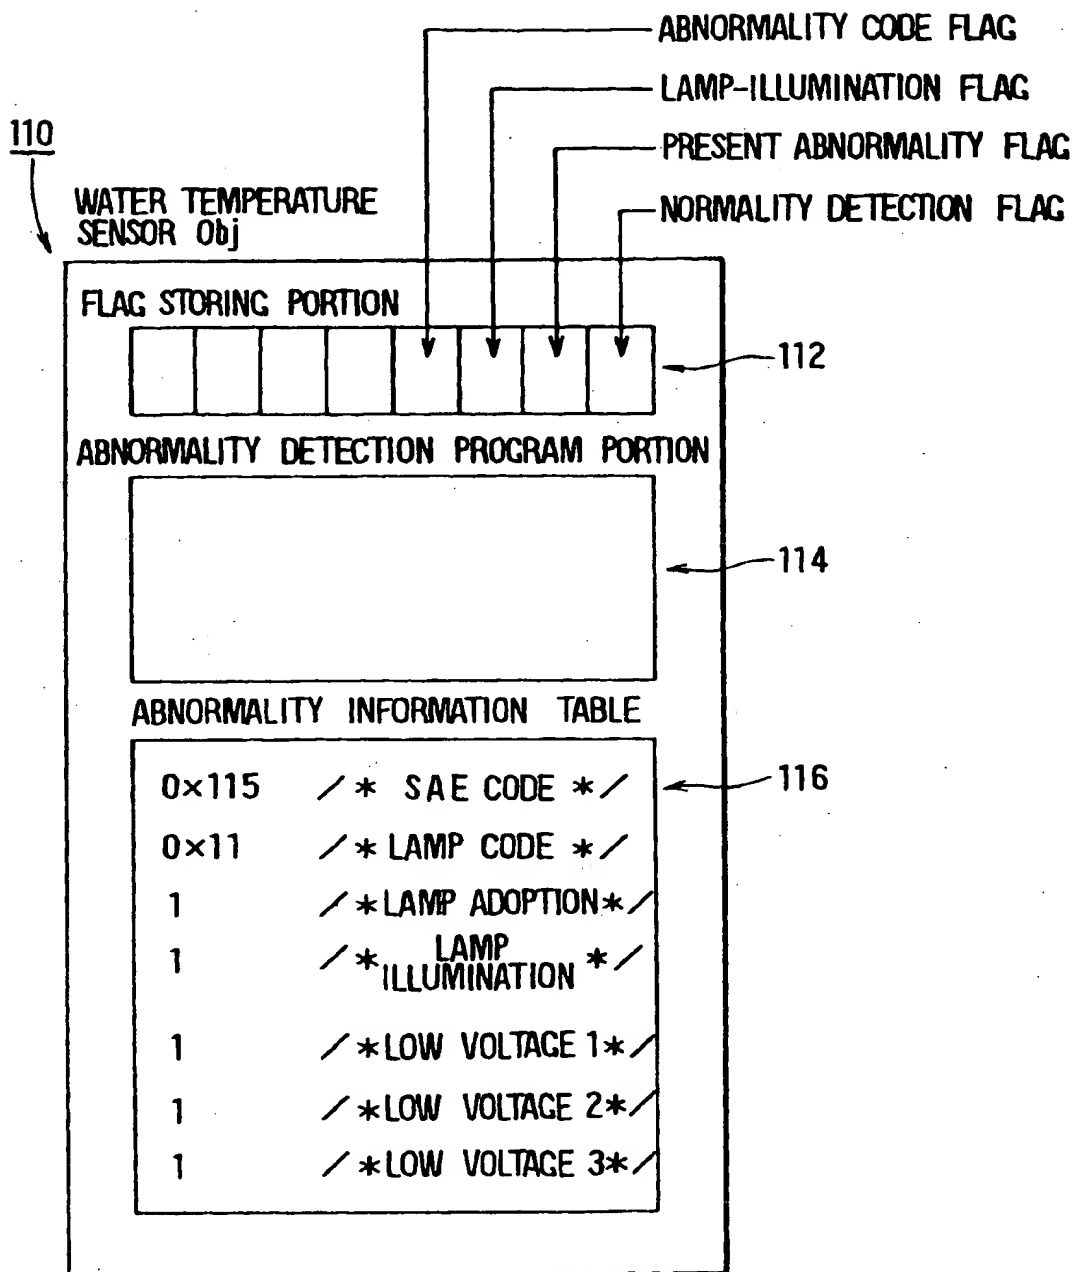 ABNORMALITY CODE FLAG
LAMP-ILLUMINATION FLAG
PRESENT ABNORMALITY FLAG
NORMALITY DETECTION FLAG
110
WATER TEMPERATURE
SENSOR Obj
FLAG STORING PORTION
112
ABNORMALITY DETECTION PROGRAM PORTION
114
ABNORMALITY INFORMATION TABLE
116
0×115 /* SAE CODE */
0×11 /* LAMP CODE */
1 /*LAMP ADOPTION*/
1 /* LAMP
ILLUMINATION */
1 /*LOW VOLTAGE 1*/
1 /*LOW VOLTAGE 2*/
1 /*LOW VOLTAGE 3*/